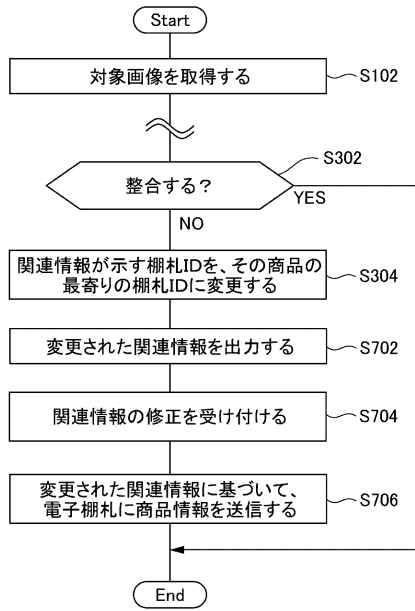 Start
対象画像を取得する
S102
整合する？
S302
YES
NO
関連情報が示す棚札IDを、その商品の
最寄りの棚札IDに変更する
S304
変更された関連情報を出力する
S702
関連情報の修正を受け付ける
S704
変更された関連情報に基づいて、
電子棚札に商品情報を送信する
S706
End